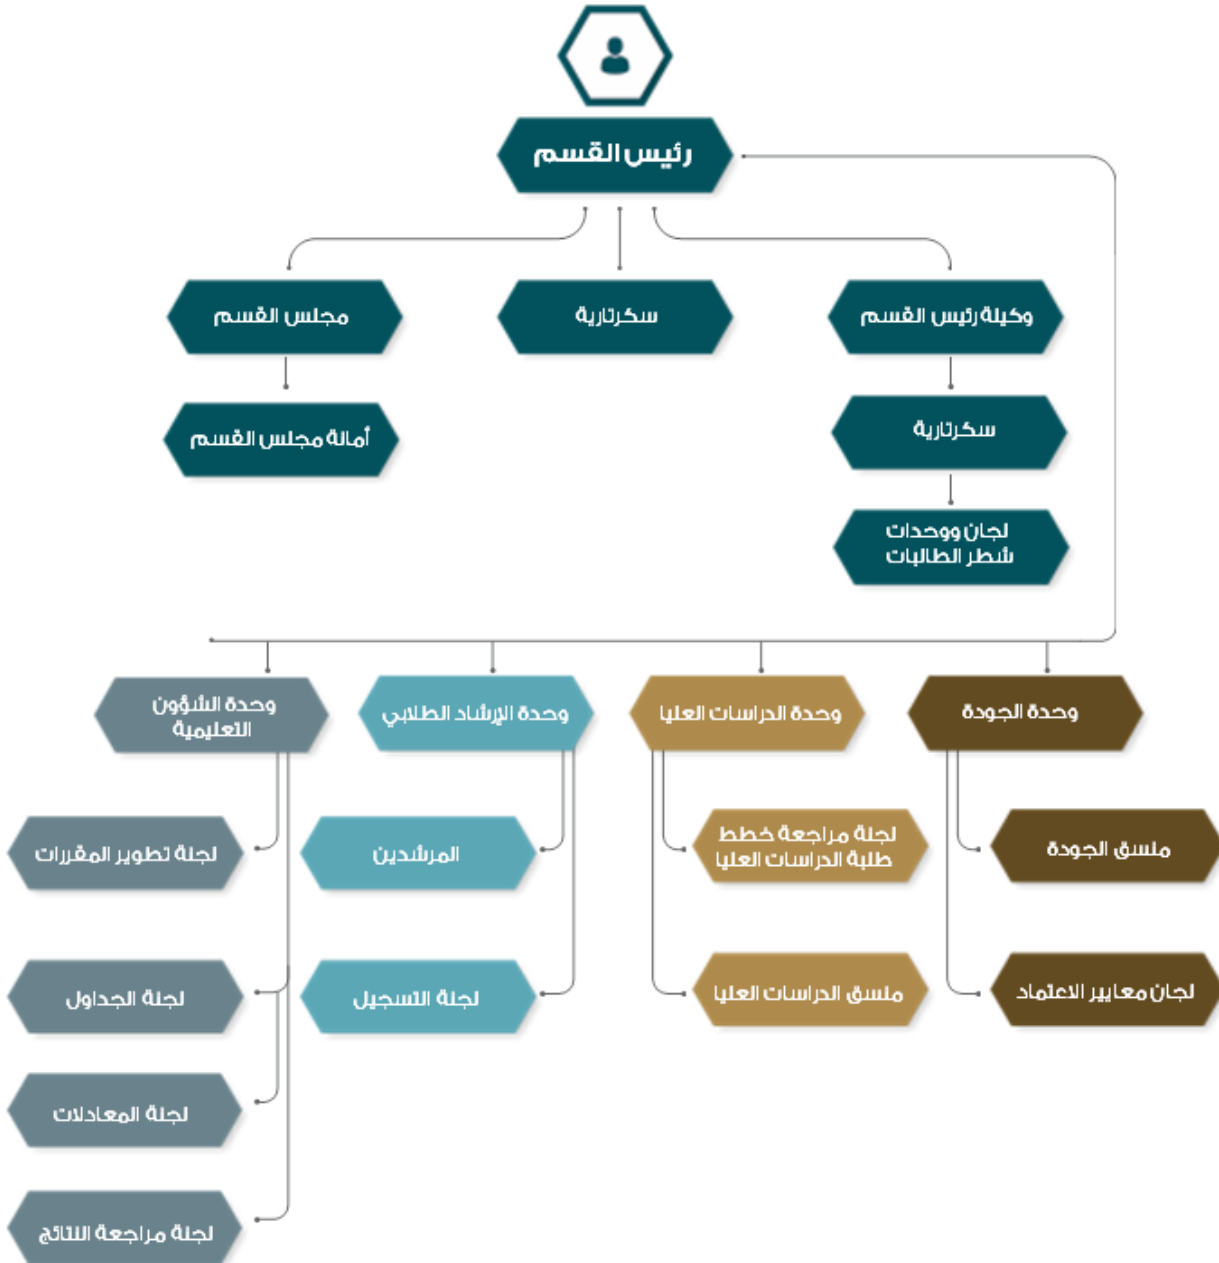 رئيس القسم
وكيلة رئيس القسم
سكرتارية
مجلس القسم
سكرتارية
أمانة مجلس القسم
لجان ووحدات
شطر الطالبات
وحدة الجودة
وحدة الدراسات العليا
وحدة الإرشاد الطلابي
وحدة الشؤون
التعليمية
منسق الجودة
لجنة مراجعة خطط
طلبة الدراسات العليا
المرشدين
لجنة تطوير المقررات
لجان معايير الاعتماد
منسق الدراسات العليا
لجنة التسجيل
لجنة الجداول
لجنة المعادلات
لجنة مراجعة النتائج